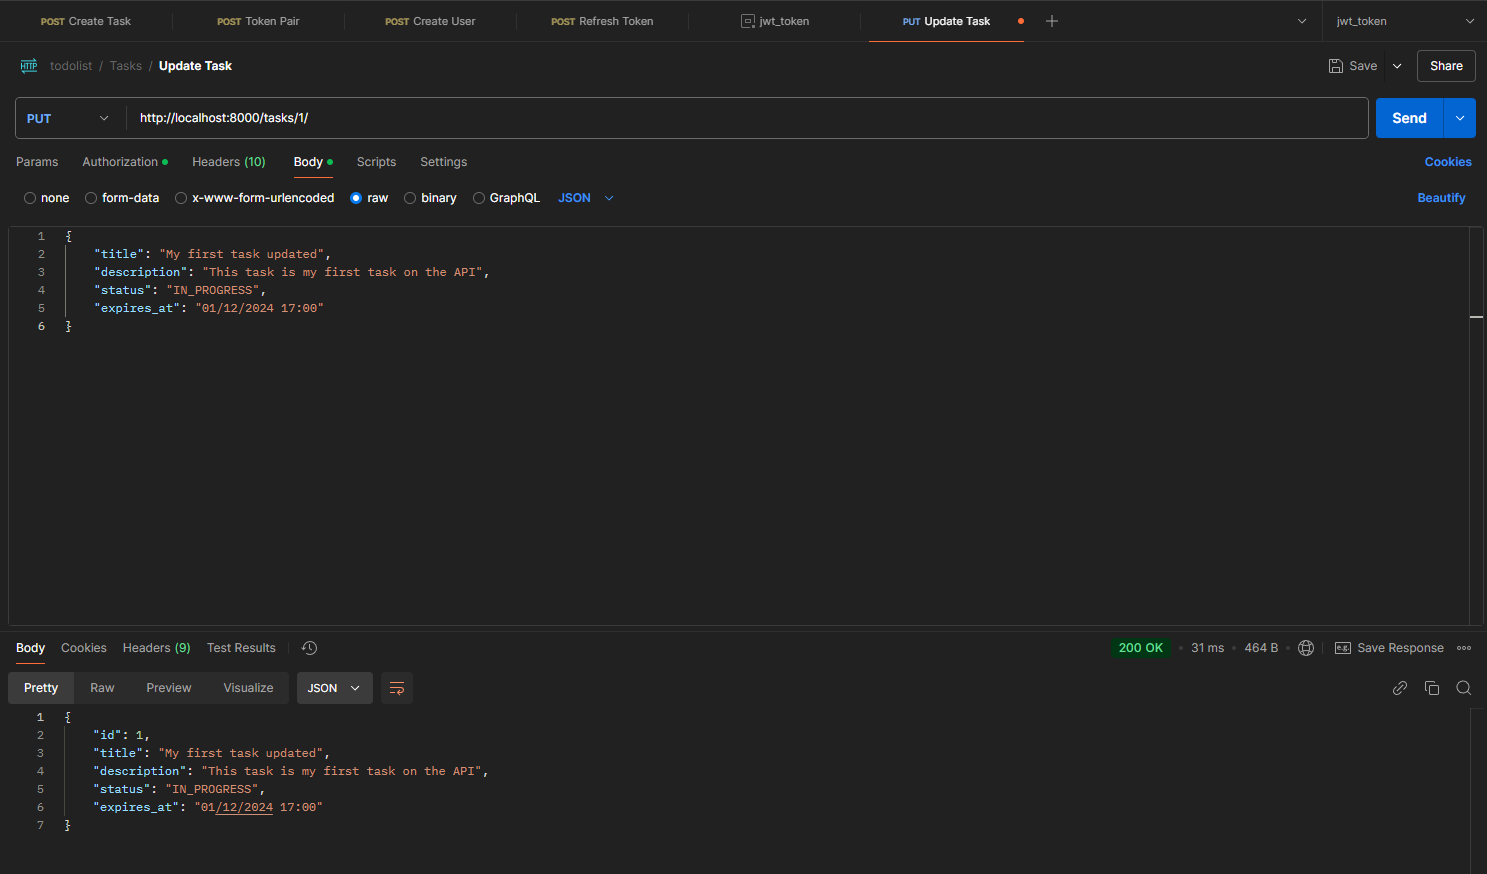 POST Create Task POST Token Pair POST Create User POST Refresh Token jwt_token PUT Update Task jwt_token
HTTP todolist / Tasks / Update Task Save Share
PUT http://localhost:8000/tasks/1/ Send
Params Authorization Headers (10) Body Scripts Settings Cookies
none form-data x-www-form-urlencoded raw binary GraphQL JSON Beautify
1 {
2 "title": "My first task updated",
3 "description": "This task is my first task on the API",
4 "status": "IN_PROGRESS",
5 "expires_at": "01/12/2024 17:00"
6 }
Body Cookies Headers (9) Test Results 200 OK 31 ms 464 B e.g. Save Response
Pretty Raw Preview Visualize JSON
1 {
2 "id": 1,
3 "title": "My first task updated",
4 "description": "This task is my first task on the API",
5 "status": "IN_PROGRESS",
6 "expires_at": "01/12/2024 17:00"
7 }